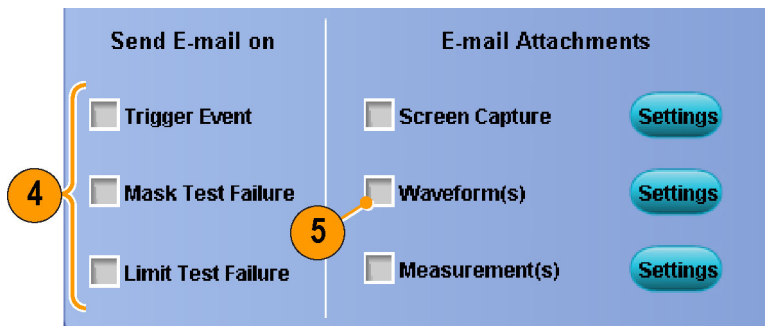 Send E-mail on
E-mail Attachments
Trigger Event
Screen Capture
Settings
4
Mask Test Failure
5
Waveform(s)
Settings
Limit Test Failure
Measurement(s)
Settings